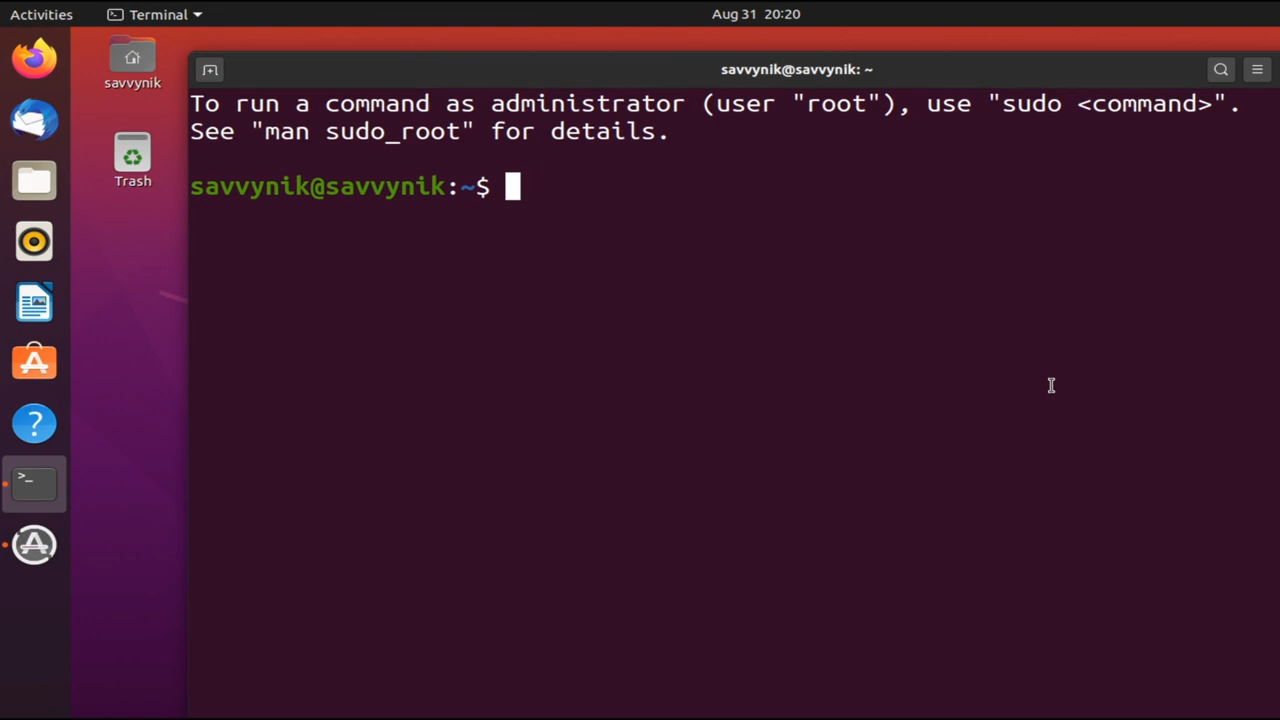 Activities
Terminal
Aug 31 20:20
savvynik
Trash
savvynik@savvynik: ~
To run a command as administrator (user "root"), use "sudo <command>".
See "man sudo_root" for details.
savvynik@savvynik:~$
?
>_